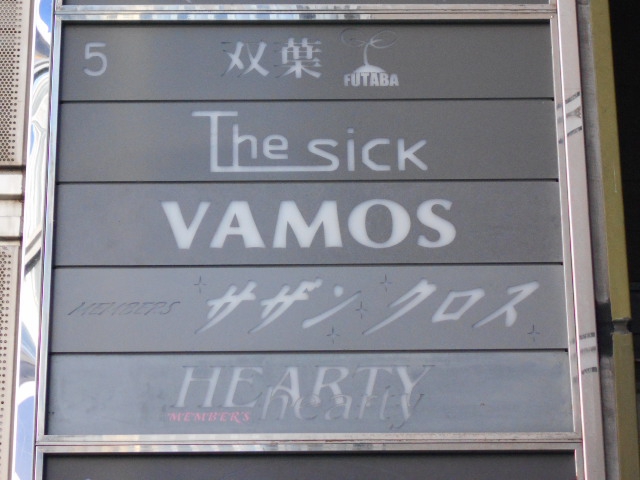 5 双葉 FUTABA
The SICK
VAMOS
MEMBERS サザンクロス
HEARTY
MEMBER'S hearty